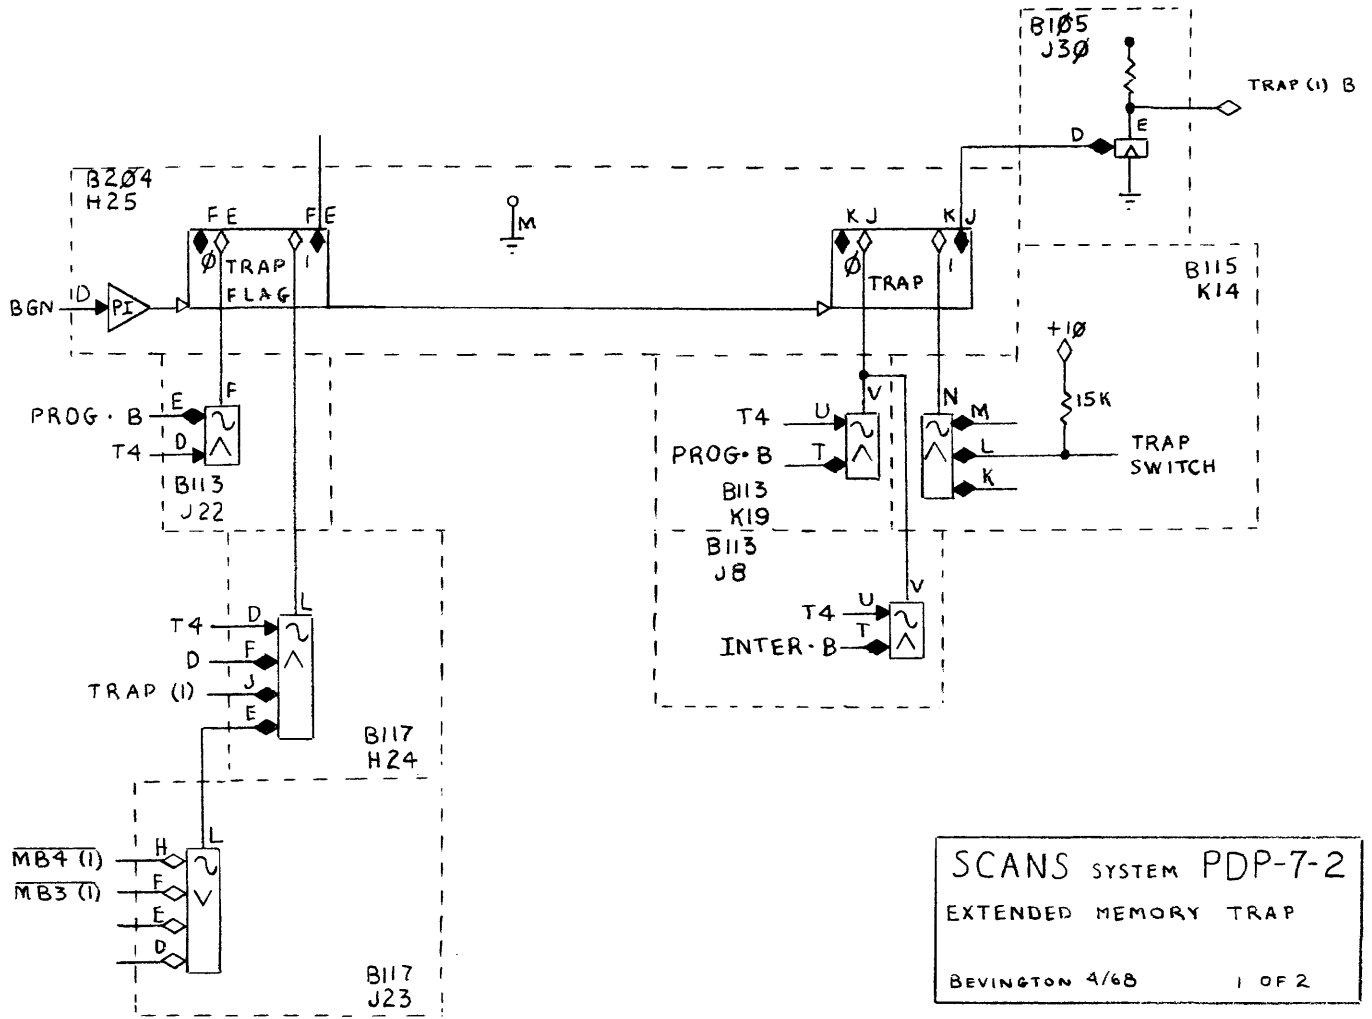 B1Ø5
J3Ø
TRAP (1) B
D
E
B2Ø4
H25
F E
F E
M
K J
K J
Ø
TRAP
FLAG
1
Ø
TRAP
1
B115
K14
BGN
D
PI
+1Ø
15K
F
PROG·B
E
T4
D
B113
J22
T4
U
V
PROG·B
T
B113
K19
N
M
L
K
TRAP
SWITCH
B113
J8
V
T4
U
INTER·B
T
L
T4
D
D
F
TRAP (1)
J
E
B117
H24
L
MB4 (1)
H
MB3 (1)
F
E
D
B117
J23
SCANS SYSTEM PDP-7-2
EXTENDED MEMORY TRAP
BEVINGTON 4/68 1 OF 2